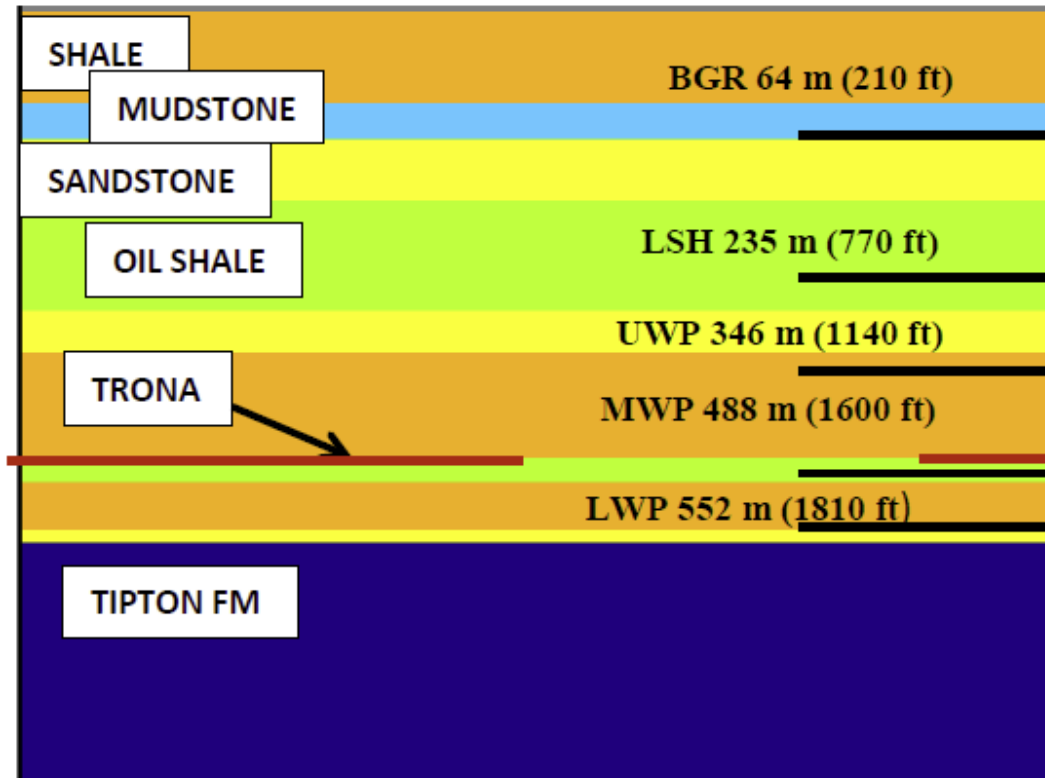 SHALE
BGR 64 m (210 ft)
MUDSTONE
SANDSTONE
LSH 235 m (770 ft)
OIL SHALE
UWP 346 m (1140 ft)
TRONA
MWP 488 m (1600 ft)
LWP 552 m (1810 ft)
TIPTON FM